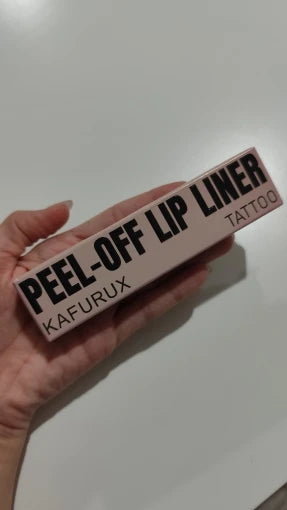 PEEL-OFF LIP LINER
KAFURUX
TATTOO